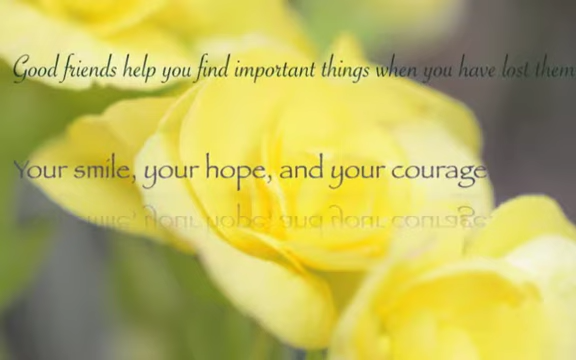 Good friends help you find important things when you have lost them
Your smile, your hope, and your courage